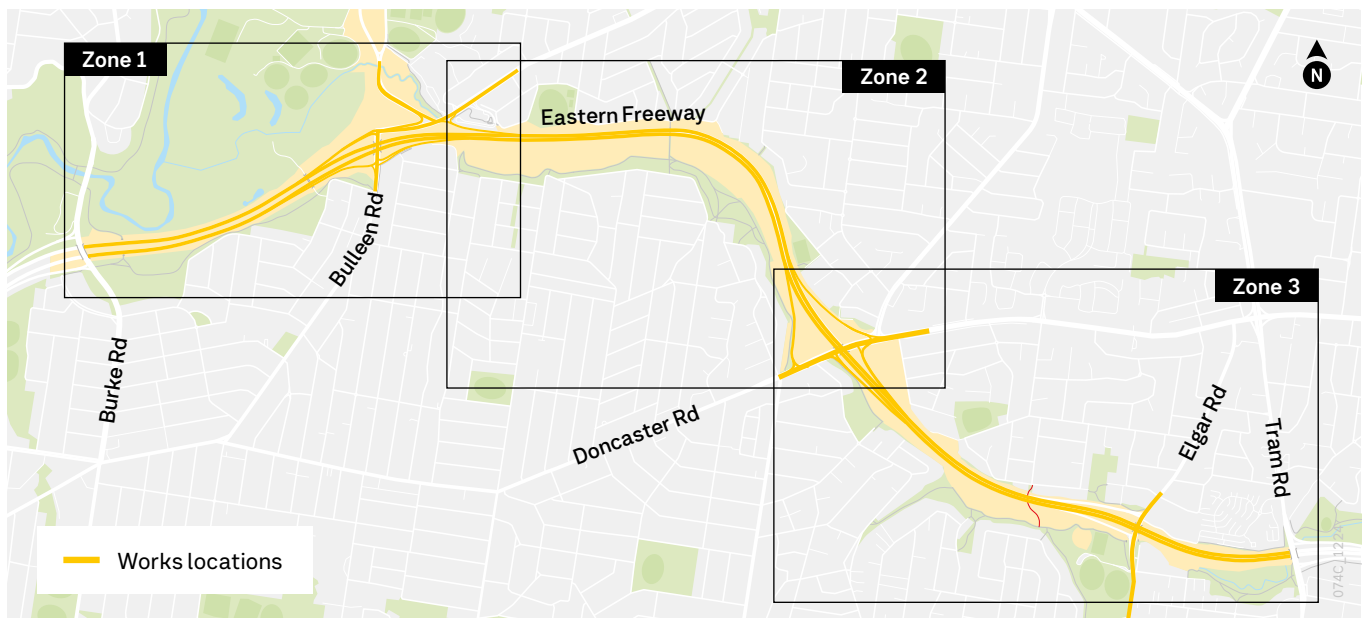 Zone 1
Zone 2
N
Eastern Freeway
Bulleen Rd
Zone 3
Burke Rd
Doncaster Rd
Elgar Rd
Tram Rd
Works locations
074C_1224